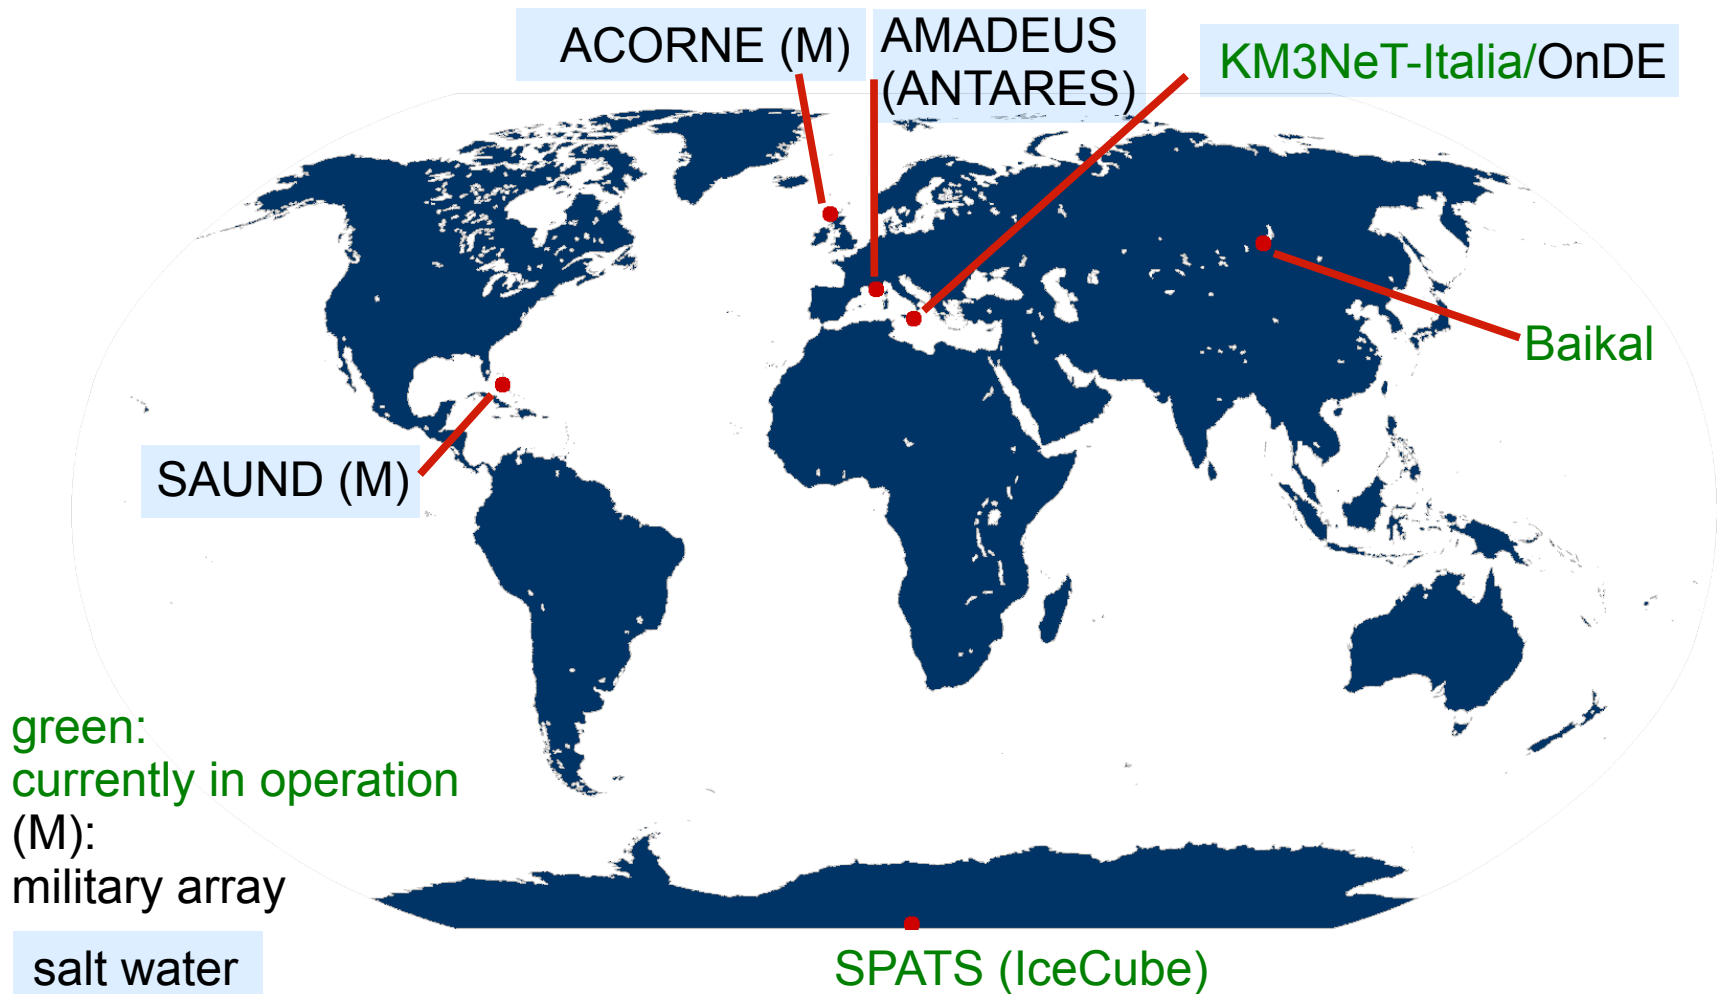 ACORNE (M)
AMADEUS
(ANTARES)
KM3NeT-Italia/OnDE
Baikal
SAUND (M)
green:
currently in operation
(M):
military array
salt water
SPATS (IceCube)